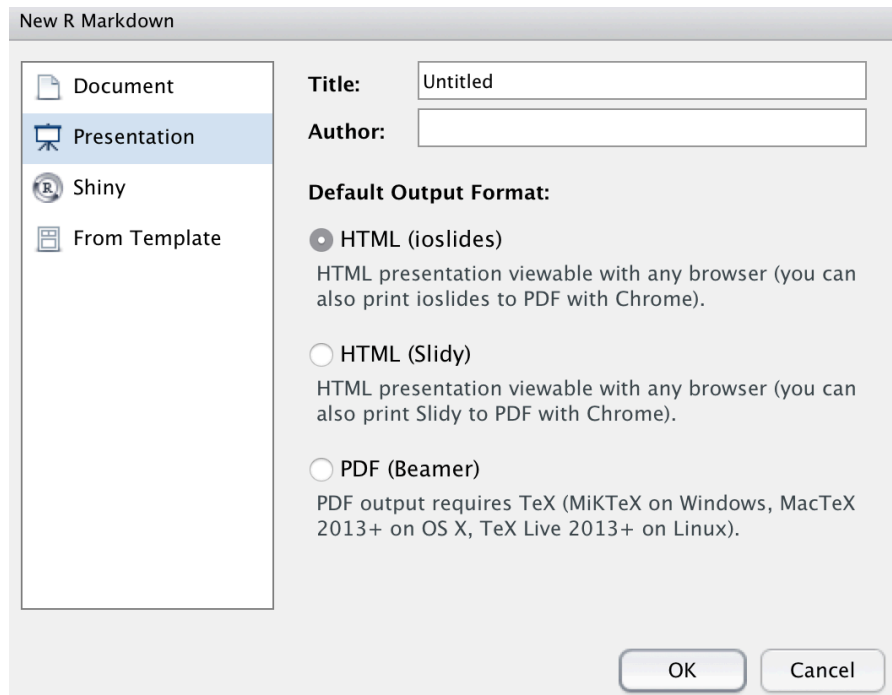 New R Markdown
Document
Presentation
Shiny
From Template
Title:
Untitled
Author:
Default Output Format:
HTML (ioslides)
HTML presentation viewable with any browser (you can
also print ioslides to PDF with Chrome).
HTML (Slidy)
HTML presentation viewable with any browser (you can
also print Slidy to PDF with Chrome).
PDF (Beamer)
PDF output requires TeX (MiKTeX on Windows, MacTeX
2013+ on OS X, TeX Live 2013+ on Linux).
R
OK
Cancel